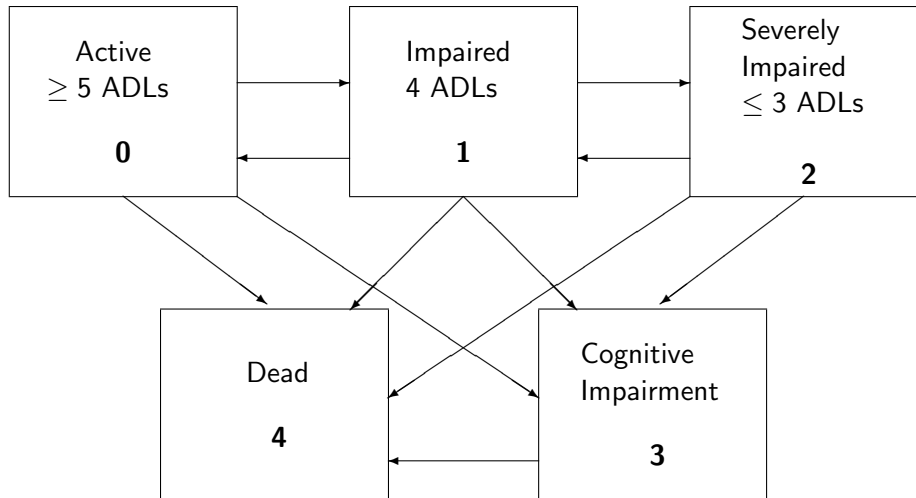 Active
≥ 5 ADLs
0
Impaired
4 ADLs
1
Severely
Impaired
≤ 3 ADLs
2
Dead
4
Cognitive
Impairment
3